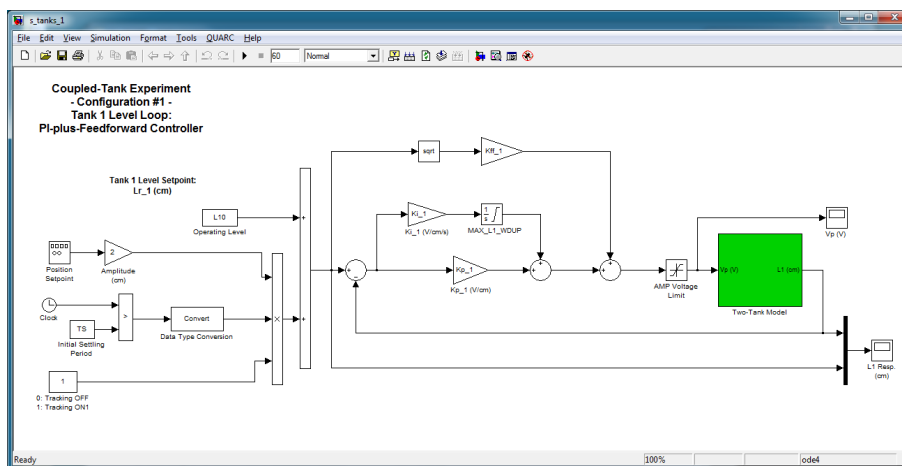 s_tanks_1
File Edit View Simulation Format Tools QUARC Help
60 Normal
Coupled-Tank Experiment
- Configuration #1 -
Tank 1 Level Loop:
PI-plus-Feedforward Controller
Tank 1 Level Setpoint:
Lr_1 (cm)
sqrt
Kff_1
L10
Operating Level
Ki_1
Ki_1 (V/cm/s)
1
s
MAX_L1_WDUP
Vp (V)
Position
Setpoint
2
Amplitude
(cm)
Kp_1
Kp_1 (V/cm)
AMP Voltage
Limit
Vp (V)
L1 (cm)
Two-Tank Model
Clock
TS
Initial Settling
Period
>
Convert
Data Type Conversion
×
+
+
+
-
+
+
+
+
1
0: Tracking OFF
1: Tracking ON1
L1 Resp.
(cm)
Ready
100%
ode4